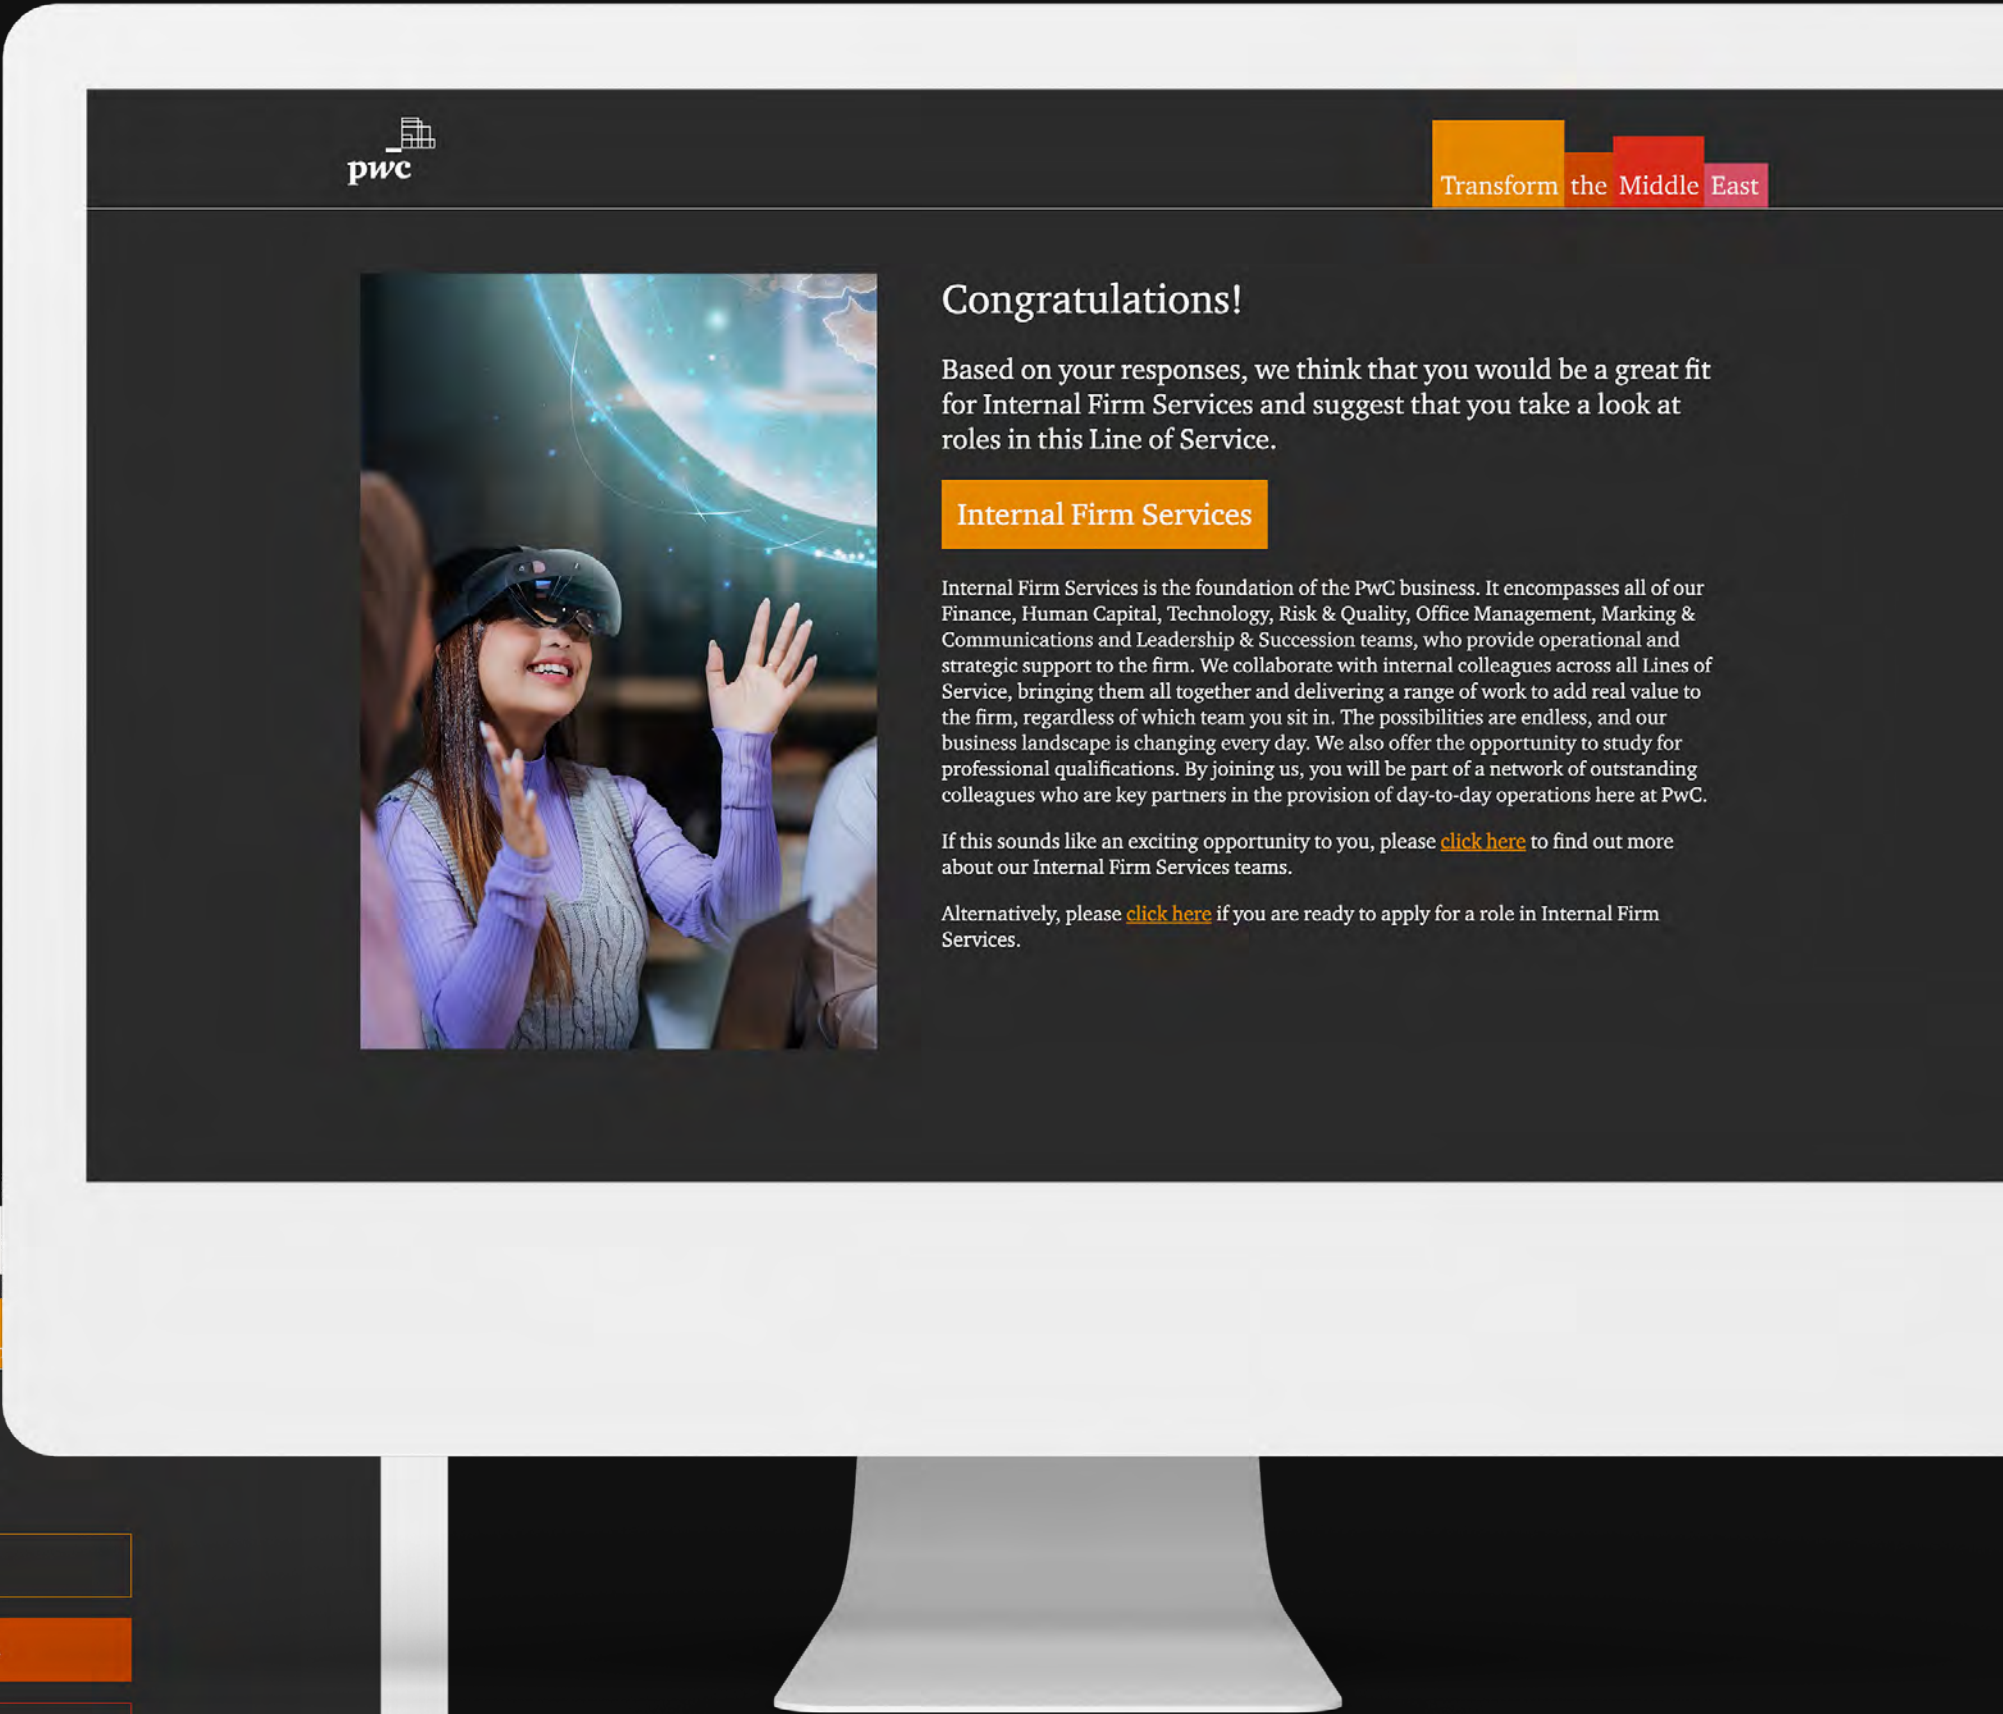 pwc
Transform the Middle East
Congratulations!
Based on your responses, we think that you would be a great fit
for Internal Firm Services and suggest that you take a look at
roles in this Line of Service.
Internal Firm Services
Internal Firm Services is the foundation of the PwC business. It encompasses all of our
Finance, Human Capital, Technology, Risk & Quality, Office Management, Marking &
Communications and Leadership & Succession teams, who provide operational and
strategic support to the firm. We collaborate with internal colleagues across all Lines of
Service, bringing them all together and delivering a range of work to add real value to
the firm, regardless of which team you sit in. The possibilities are endless, and our
business landscape is changing every day. We also offer the opportunity to study for
professional qualifications. By joining us, you will be part of a network of outstanding
colleagues who are key partners in the provision of day-to-day operations here at PwC.
If this sounds like an exciting opportunity to you, please click here to find out more
about our Internal Firm Services teams.
Alternatively, please click here if you are ready to apply for a role in Internal Firm
Services.